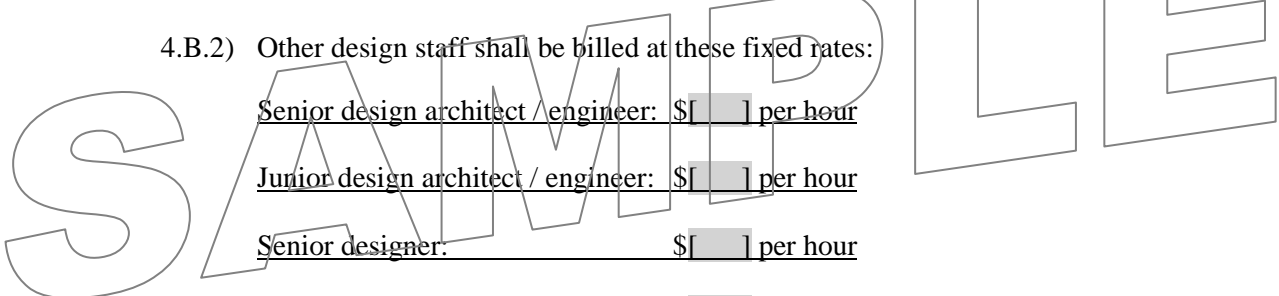 4.B.2) Other design staff shall be billed at these fixed rates:
Senior design architect / engineer: $[ ] per hour
Junior design architect / engineer: $[ ] per hour
Senior designer: $[ ] per hour
SAMPLE